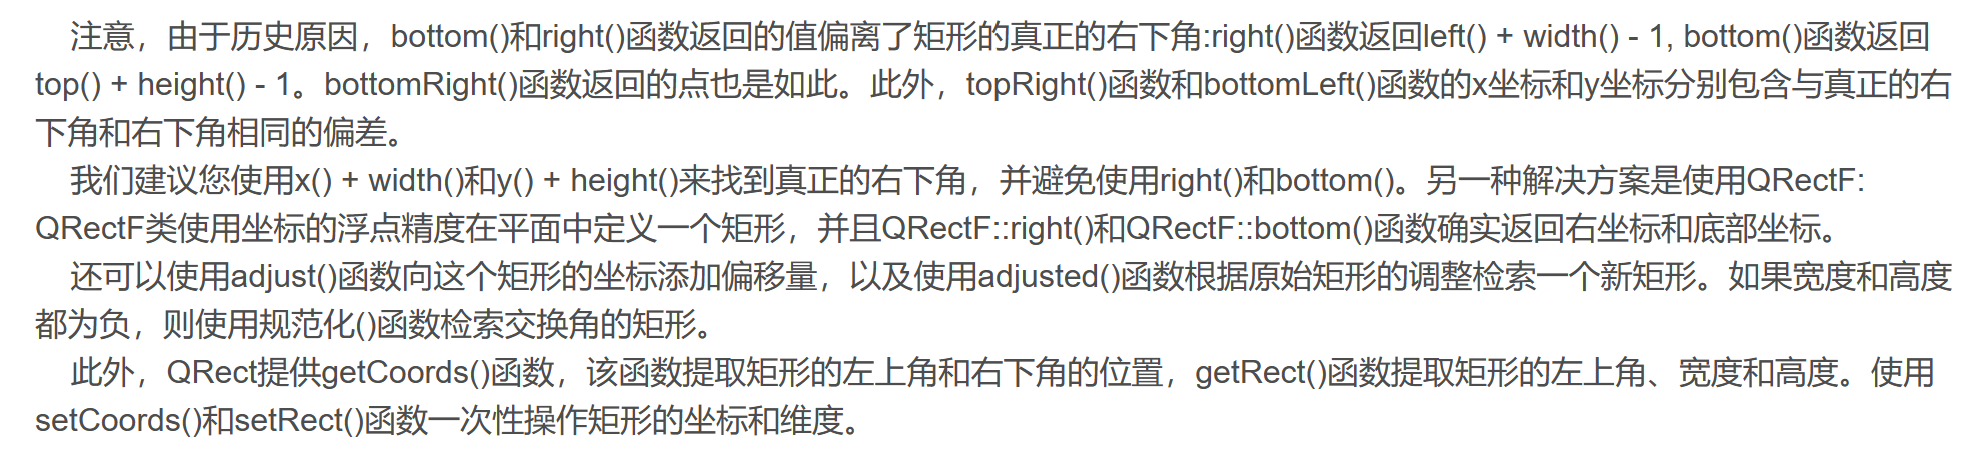 注意，由于历史原因，bottom()和right()函数返回的值偏离了矩形的真正的右下角:right()函数返回left() + width() - 1, bottom()函数返回
top() + height() - 1。bottomRight()函数返回的点也是如此。此外，topRight()函数和bottomLeft()函数的x坐标和y坐标分别包含与真正的右
下角和右下角相同的偏差。
我们建议您使用x() + width()和y() + height()来找到真正的右下角，并避免使用right()和bottom()。另一种解决方案是使用QRectF:
QRectF类使用坐标的浮点精度在平面中定义一个矩形，并且QRectF::right()和QRectF::bottom()函数确实返回右坐标和底部坐标。
还可以使用adjust()函数向这个矩形的坐标添加偏移量，以及使用adjusted()函数根据原始矩形的调整检索一个新矩形。如果宽度和高度
都为负，则使用规范化()函数检索交换角的矩形。
此外，QRect提供getCoords()函数，该函数提取矩形的左上角和右下角的位置，getRect()函数提取矩形的左上角、宽度和高度。使用
setCoords()和setRect()函数一次性操作矩形的坐标和维度。